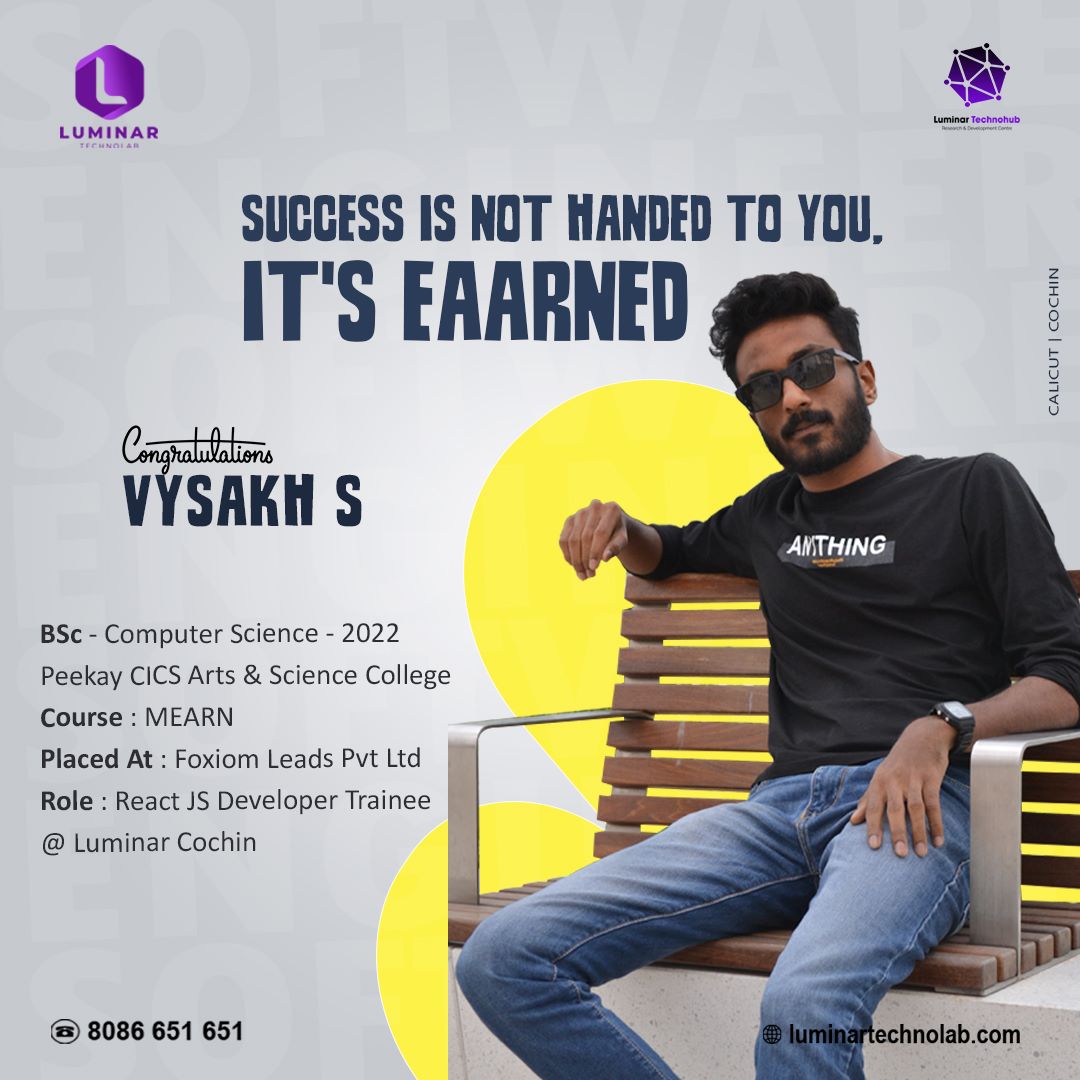 LUMINAR
TECHNOLAB
Luminar Technohub
Research & Development Centre
SUCCESS IS NOT HANDED TO YOU,
IT'S EAARNED
CALICUT | COCHIN
Congratulations
VYSAKH S
ANYTHING
BSc - Computer Science - 2022
Peekay CICS Arts & Science College
Course : MEARN
Placed At : Foxiom Leads Pvt Ltd
Role : React JS Developer Trainee
@ Luminar Cochin
8086 651 651
luminartechnolab.com
SOFTWARE
ENGINEER